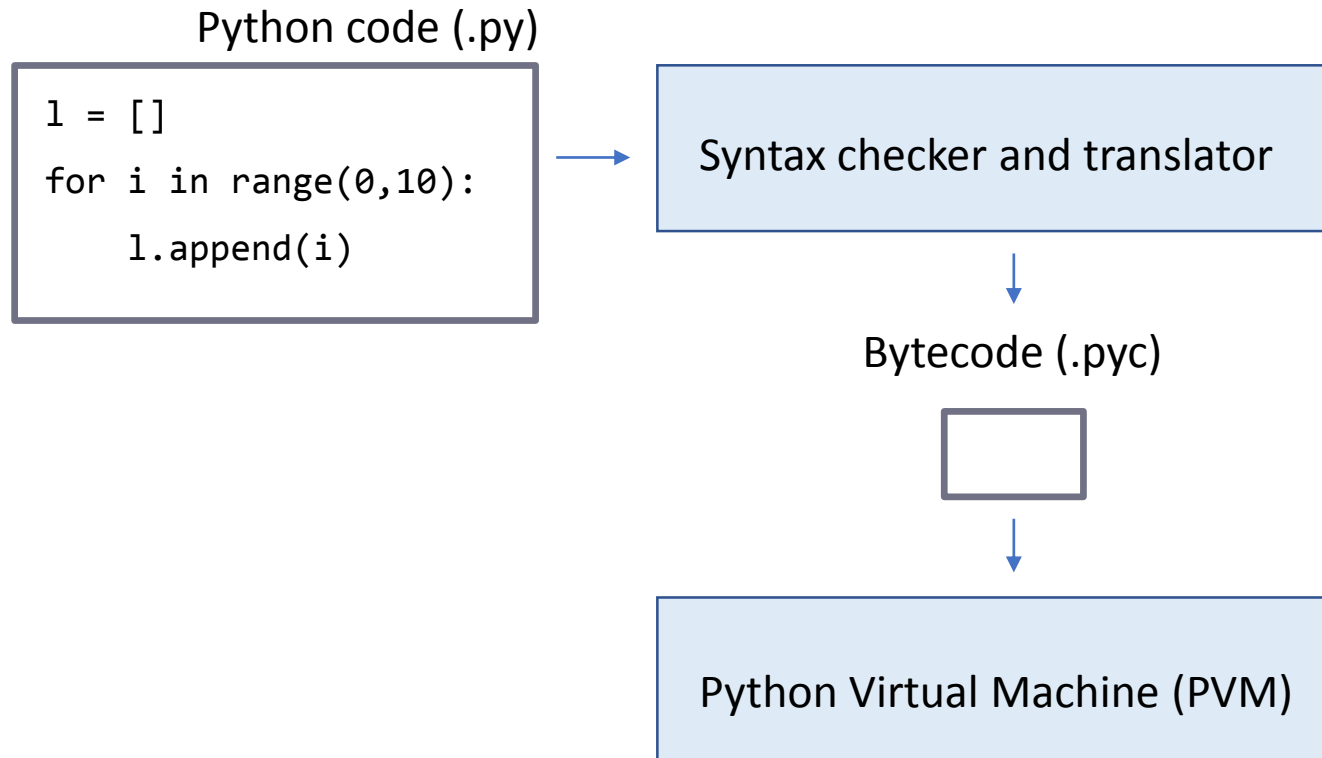 Python code (.py)
l = []
for i in range(0,10):
    l.append(i)
Syntax checker and translator
Bytecode (.pyc)
Python Virtual Machine (PVM)